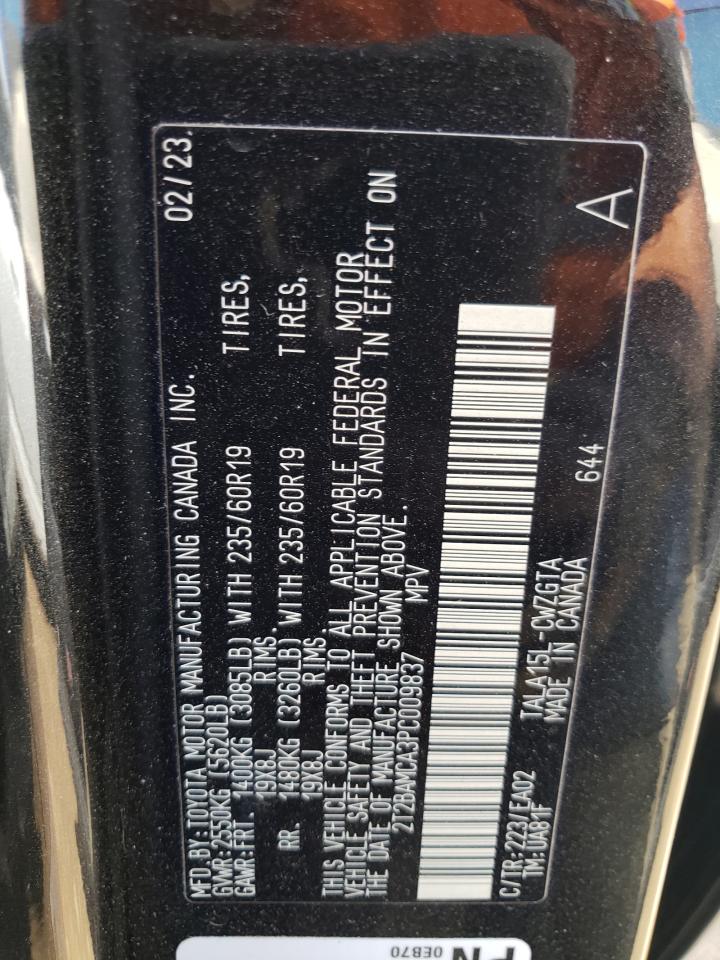 MFD.BY:TOYOTA MOTOR MANUFACTURING CANADA INC. 02/23.
GVWR:2550KG (5620LB)
GAWR:FRT. 1400KG (3085LB) WITH 235/60R19 TIRES,
19X8J RIMS.
RR. 1480KG (3260LB) WITH 235/60R19 TIRES,
19X8J RIMS.
THIS VEHICLE CONFORMS TO ALL APPLICABLE FEDERAL MOTOR
VEHICLE SAFETY AND THEFT PREVENTION STANDARDS IN EFFECT ON
THE DATE OF MANUFACTURE SHOWN ABOVE.
2T2BAMCA3PC009837 MPV
C/TR:223/EA02 TALA15L-CWZGTA
TM:UA81F MADE IN CANADA 644 A
PN
0EB70